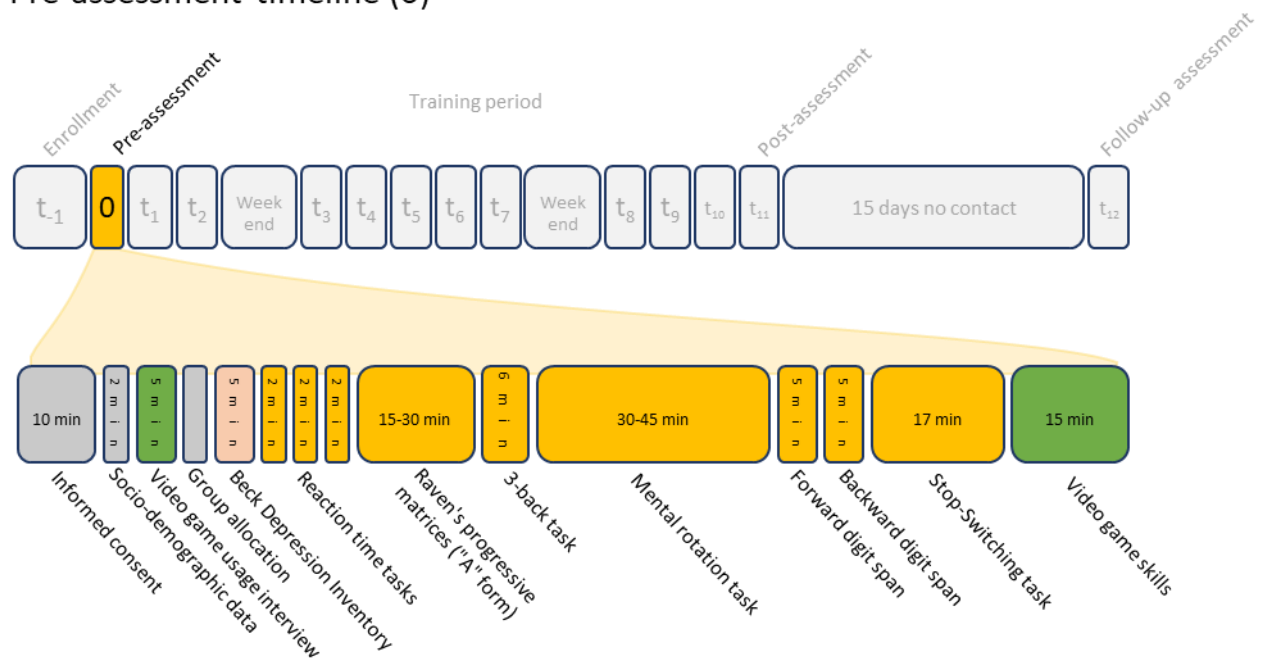 Pre-assessment timeline (0)
Enrollment
Pre-assessment
Training period
Post-assessment
Follow-up assessment
t-1
0
t1
t2
Week
end
t3
t4
t5
t6
t7
Week
end
t8
t9
t10
t11
15 days no contact
t12
10 min
2 min
5 min
5 min
2 min
2 min
2 min
15-30 min
6 min
30-45 min
5 min
5 min
17 min
15 min
Informed consent
Socio-demographic data
Video game usage interview
Group allocation
Beck Depression Inventory
Reaction time tasks
Raven's progressive
matrices ("A" form)
3-back task
Mental rotation task
Forward digit span
Backward digit span
Stop-Switching task
Video game skills